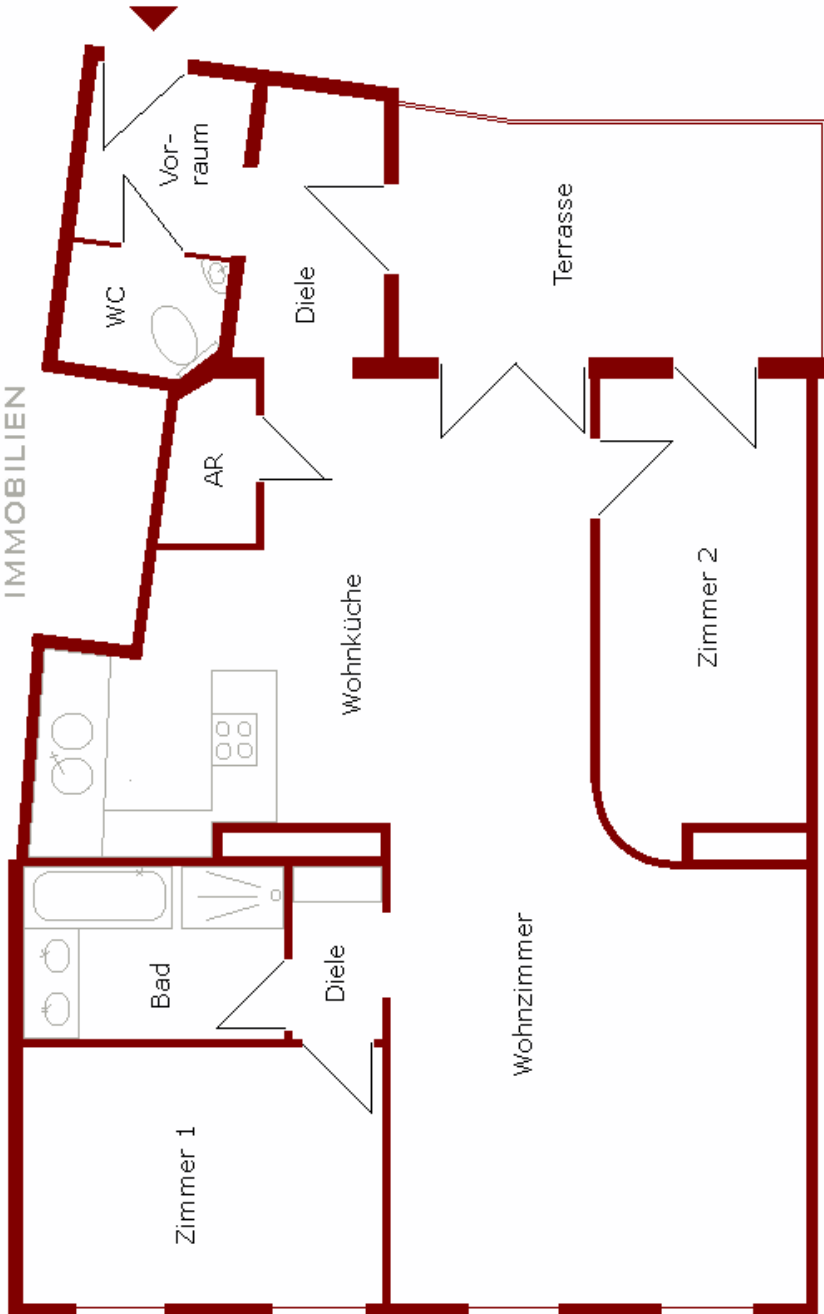 IMMOBILIEN
Vor-
raum
WC
Diele
Terrasse
AR
Wohnküche
Zimmer 2
Bad
Diele
Wohnzimmer
Zimmer 1